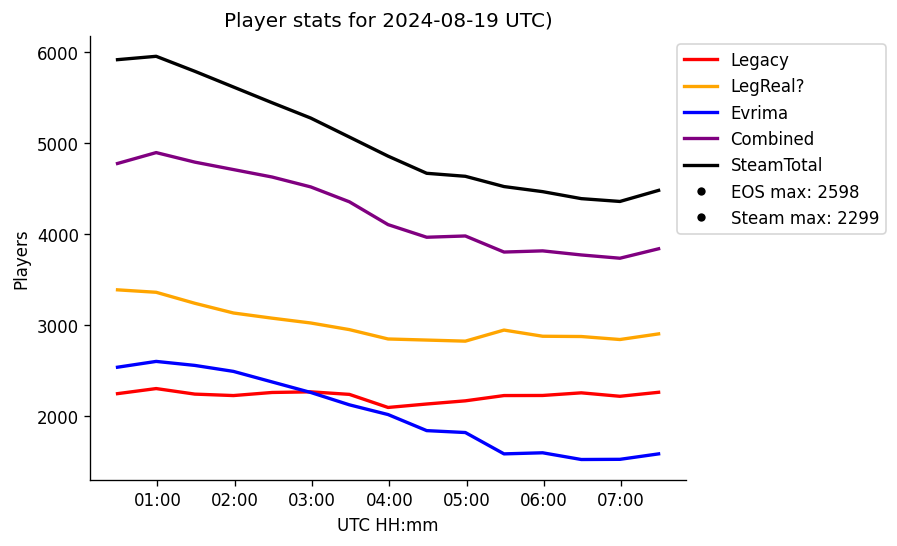 Player stats for 2024-08-19 UTC)
6000
5000
4000
3000
2000
Players
01:00 02:00 03:00 04:00 05:00 06:00 07:00
UTC HH:mm
Legacy
LegReal?
Evrima
Combined
SteamTotal
EOS max: 2598
Steam max: 2299